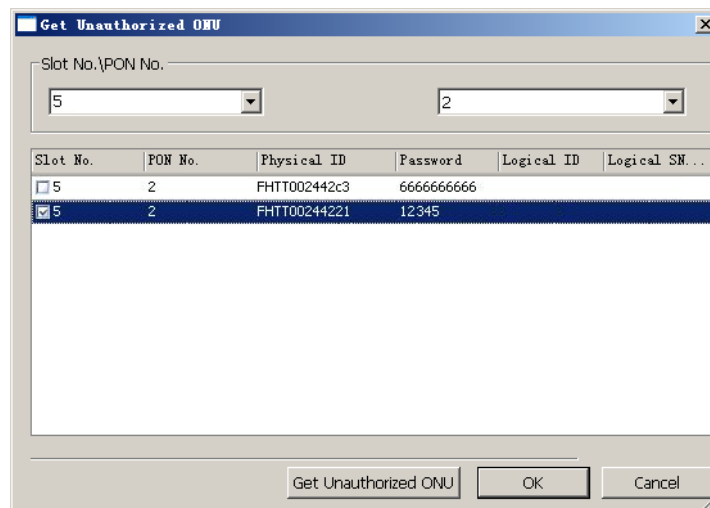 Get Unauthorized ONU
Slot No.\PON No.
5 2
Slot No. PON No. Physical ID Password Logical ID Logical SN...
5 2 FHTT002442c3 6666666666
5 2 FHTT00244221 12345
Get Unauthorized ONU OK Cancel